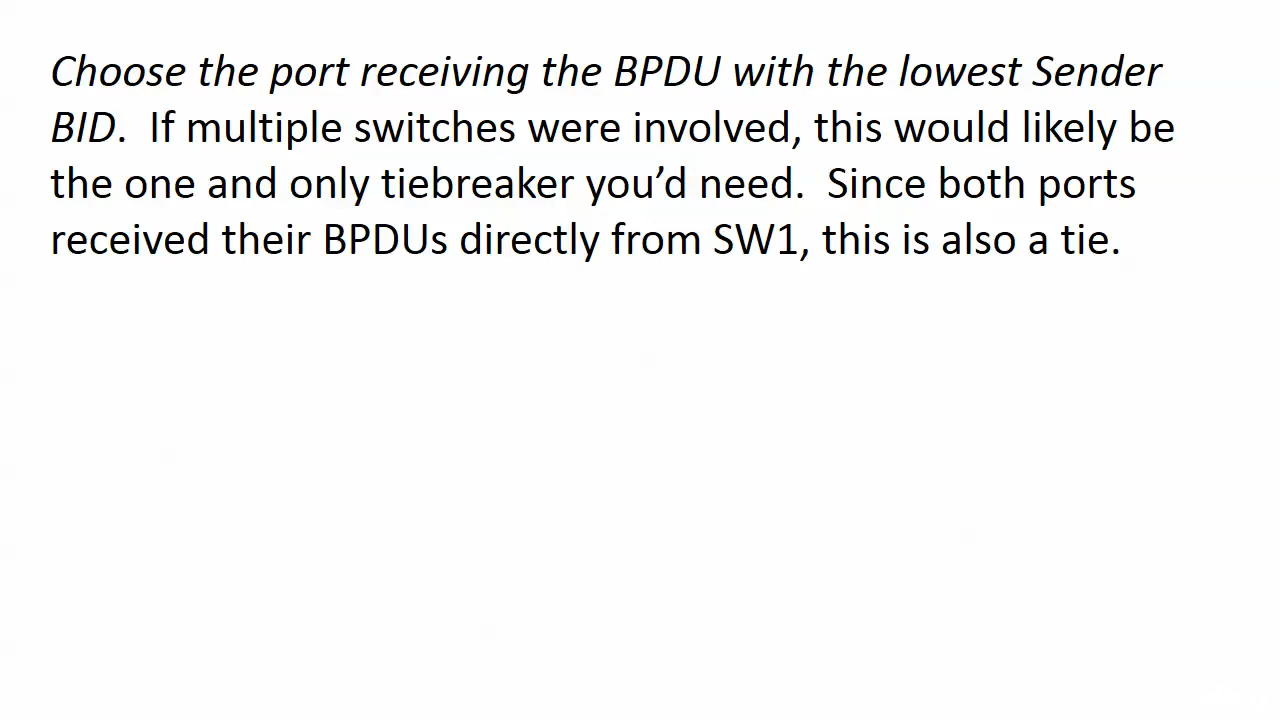 Choose the port receiving the BPDU with the lowest Sender
BID.  If multiple switches were involved, this would likely be
the one and only tiebreaker you’d need.  Since both ports
received their BPDUs directly from SW1, this is also a tie.